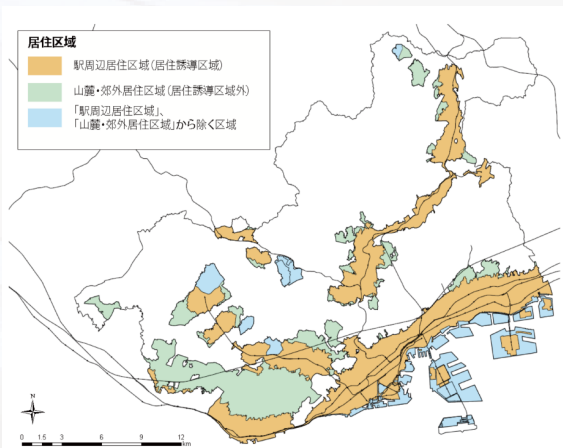 居住区域
駅周辺居住区域(居住誘導区域)
山麓・郊外居住区域(居住誘導区域外)
「駅周辺居住区域」、
「山麓・郊外居住区域」から除く区域
N
0 1.5 3 6 9 12
km